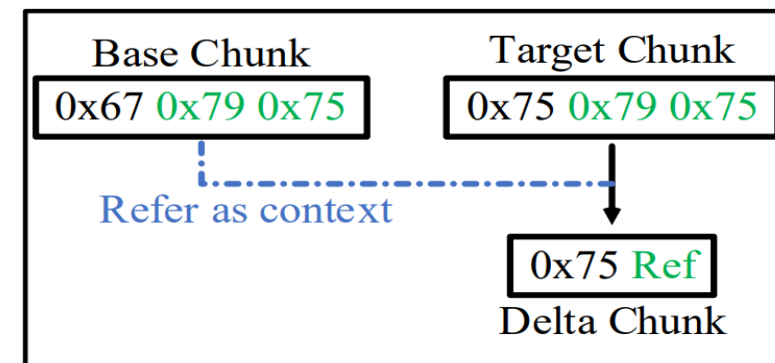 Base Chunk
0x67 0x79 0x75
Target Chunk
0x75 0x79 0x75
Refer as context
0x75 Ref
Delta Chunk